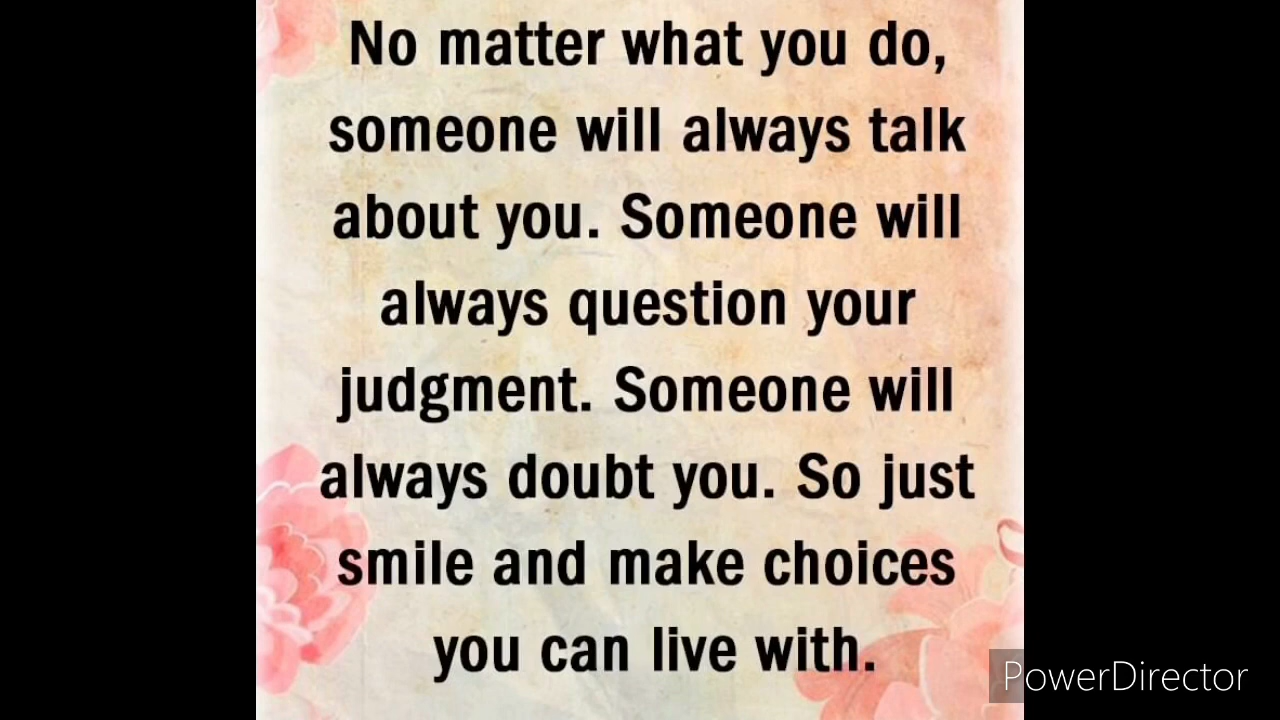 No matter what you do,
someone will always talk
about you. Someone will
always question your
judgment. Someone will
always doubt you. So just
smile and make choices
you can live with.
PowerDirector